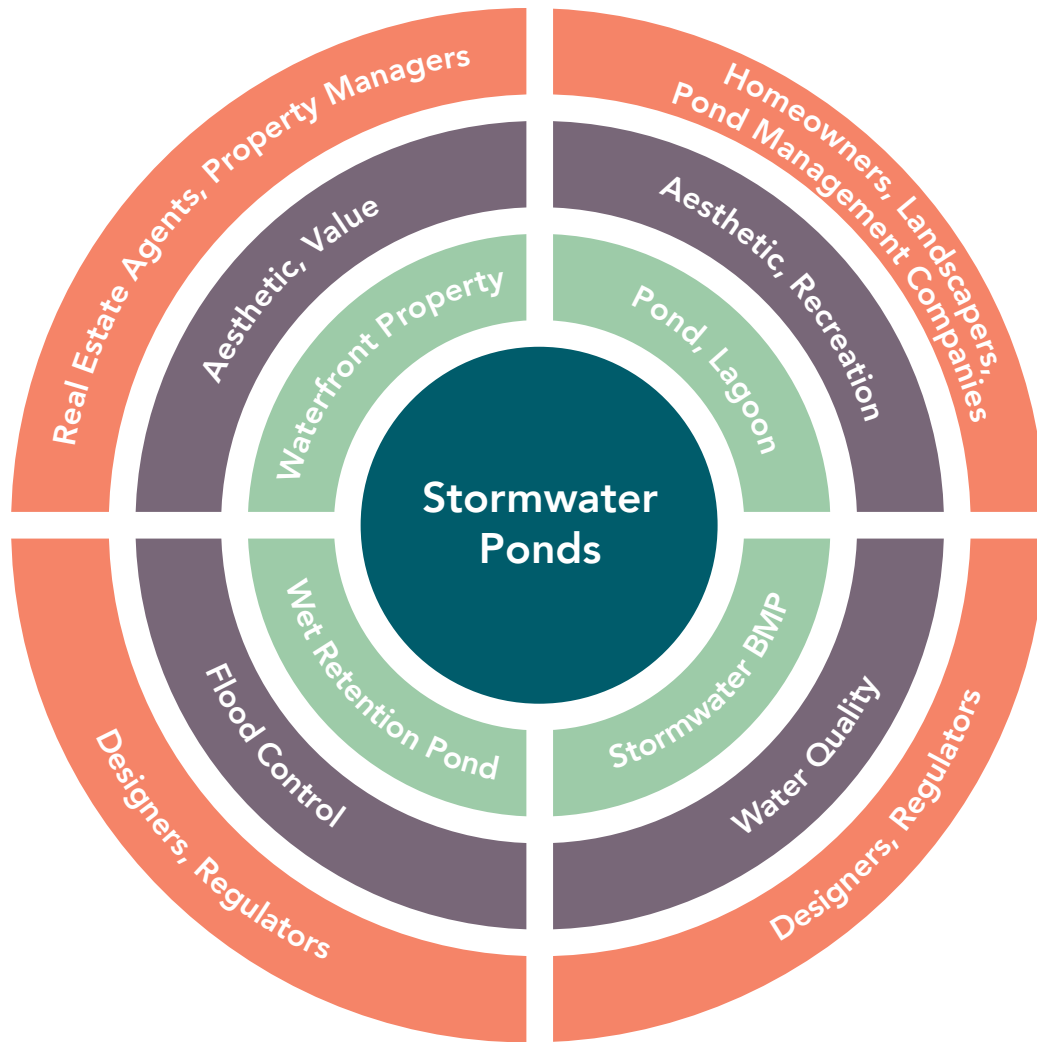 Real Estate Agents, Property Managers
Homeowners, Landscapers,
Pond Management Companies
Aesthetic, Value
Aesthetic, Recreation
Waterfront Property
Pond, Lagoon
Stormwater
Ponds
Wet Retention Pond
Stormwater BMP
Flood Control
Water Quality
Designers, Regulators
Designers, Regulators